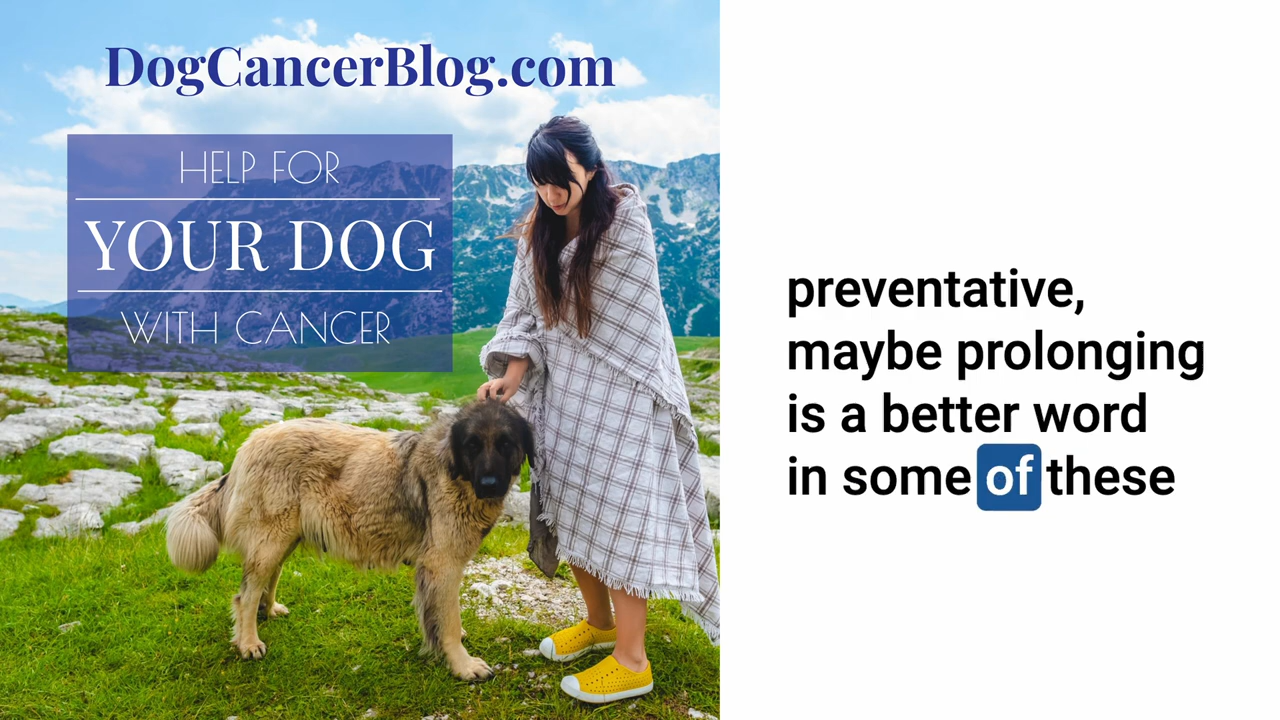 DogCancerBlog.com
HELP FOR
YOUR DOG
WITH CANCER
preventative,
maybe prolonging
is a better word
in some of these